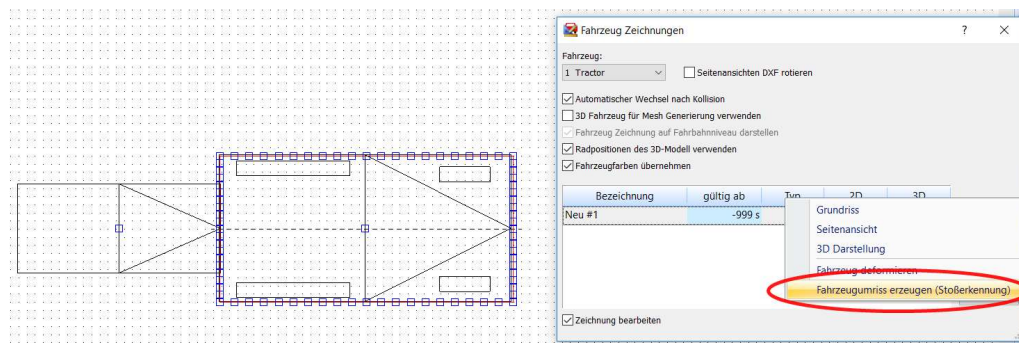 Fahrzeug Zeichnungen
?
Fahrzeug:
1 Tractor
Seitenansichten DXF rotieren
Automatischer Wechsel nach Kollision
3D Fahrzeug für Mesh Generierung verwenden
Fahrzeug Zeichnung auf Fahrbahnniveau darstellen
Radpositionen des 3D-Modell verwenden
Fahrzeugfarben übernehmen
Bezeichnung gültig ab Typ 2D 3D
Neu #1 -999 s
Grundriss
Seitenansicht
3D Darstellung
Fahrzeug deformieren
Fahrzeugumriss erzeugen (Stoßerkennung)
Zeichnung bearbeiten